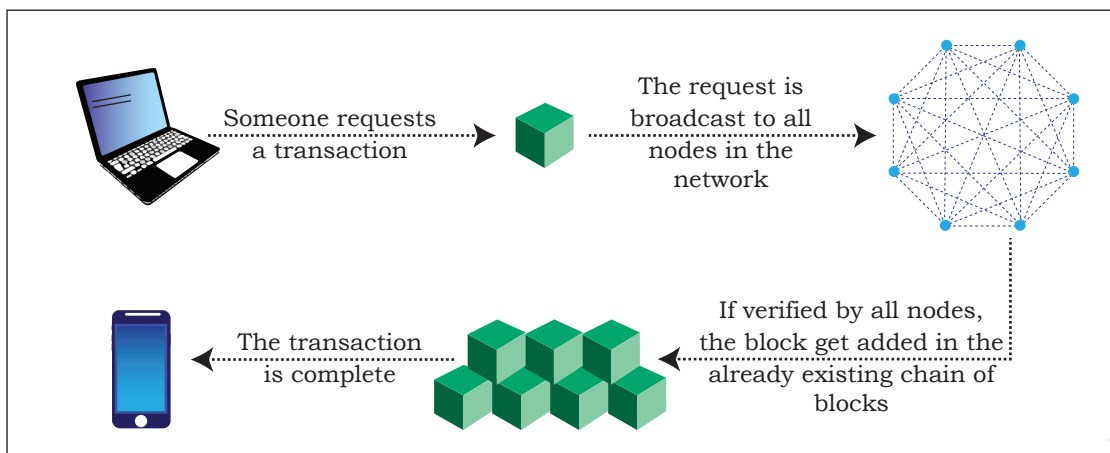 Someone requests
a transaction
The request is
broadcast to all
nodes in the
network
If verified by all nodes,
the block get added in the
already existing chain of
blocks
The transaction
is complete